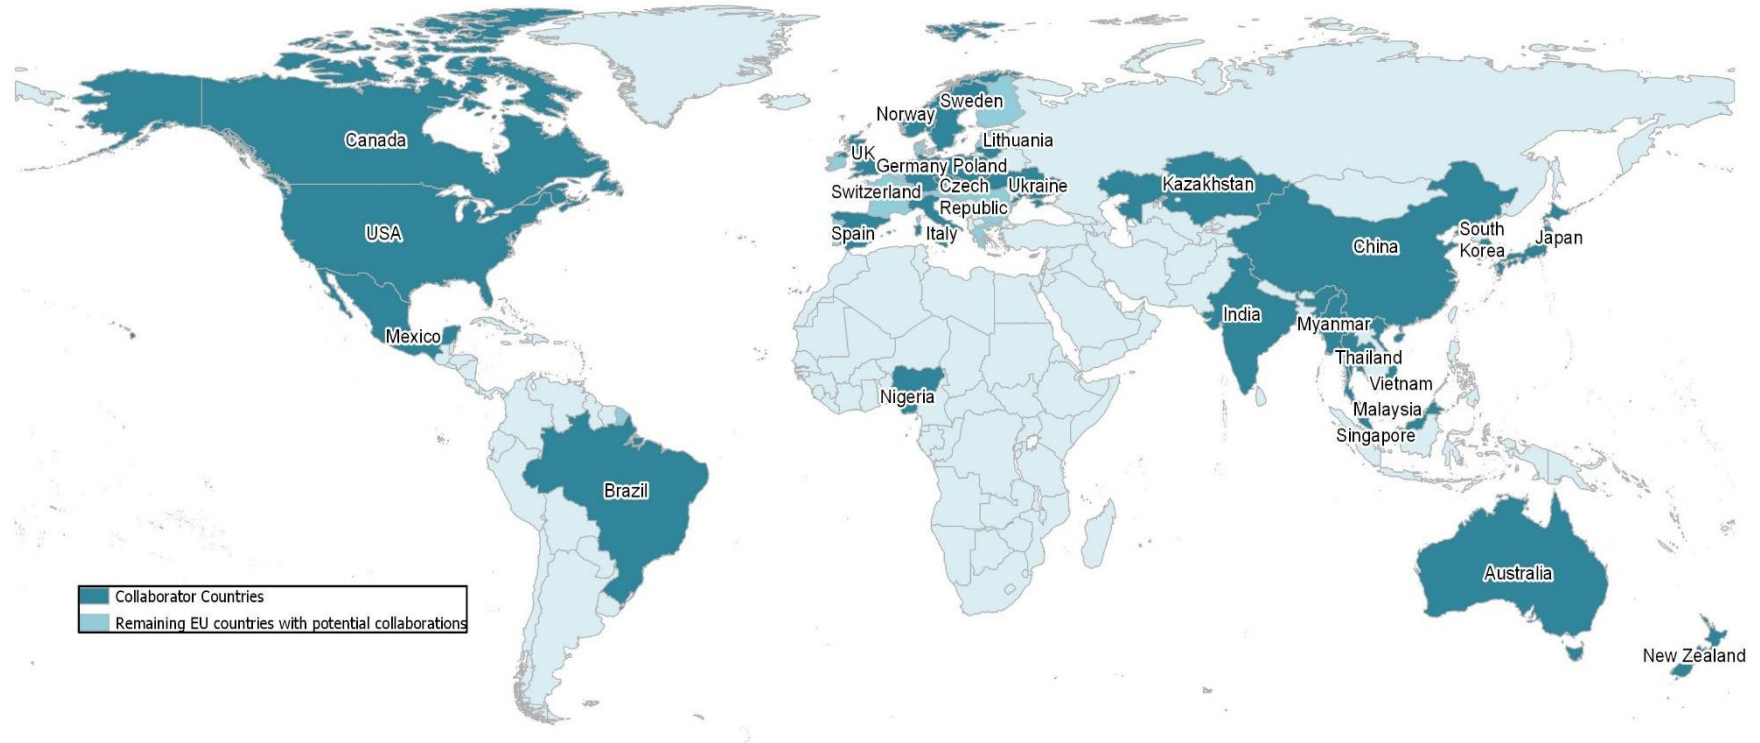 Sweden
Norway
Canada
Lithuania
UK
Germany Poland
Switzerland
Czech
Republic
Ukraine
Kazakhstan
USA
Spain
Italy
China
South
Korea
Japan
India
Myanmar
Mexico
Thailand
Vietnam
Nigeria
Malaysia
Singapore
Brazil
Australia
Collaborator Countries
Remaining EU countries with potential collaborations
New Zealand